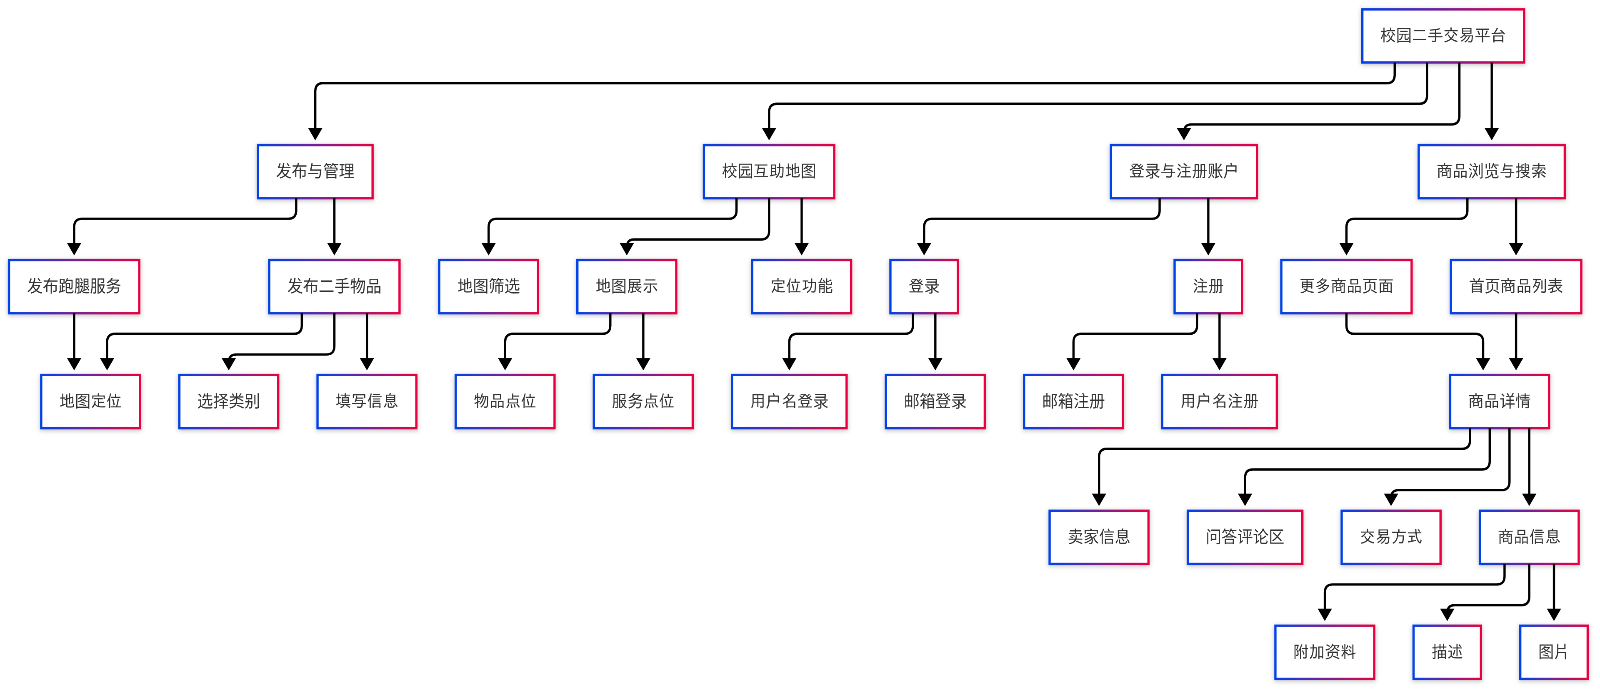 校园二手交易平台
发布与管理
校园互助地图
登录与注册账户
商品浏览与搜索
发布跑腿服务
发布二手物品
地图筛选
地图展示
定位功能
登录
注册
更多商品页面
首页商品列表
地图定位
选择类别
填写信息
物品点位
服务点位
用户名登录
邮箱登录
邮箱注册
用户名注册
商品详情
卖家信息
问答评论区
交易方式
商品信息
附加资料
描述
图片